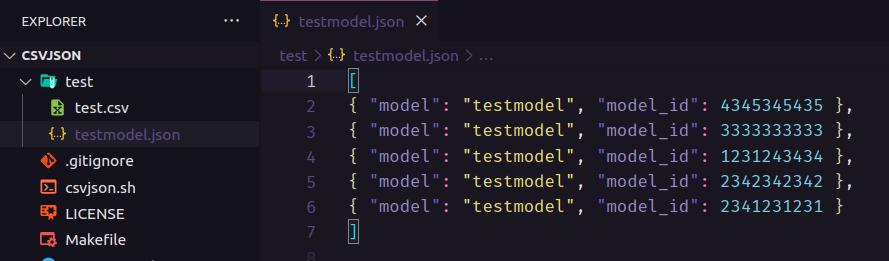 EXPLORER
...
CSVJSON
test
test.csv
testmodel.json
.gitignore
csvjson.sh
LICENSE
Makefile
testmodel.json
test > testmodel.json > ...
1 [
2 { "model": "testmodel", "model_id": 4345345435 },
3 { "model": "testmodel", "model_id": 3333333333 },
4 { "model": "testmodel", "model_id": 1231243434 },
5 { "model": "testmodel", "model_id": 2342342342 },
6 { "model": "testmodel", "model_id": 2341231231 }
7 ]
8